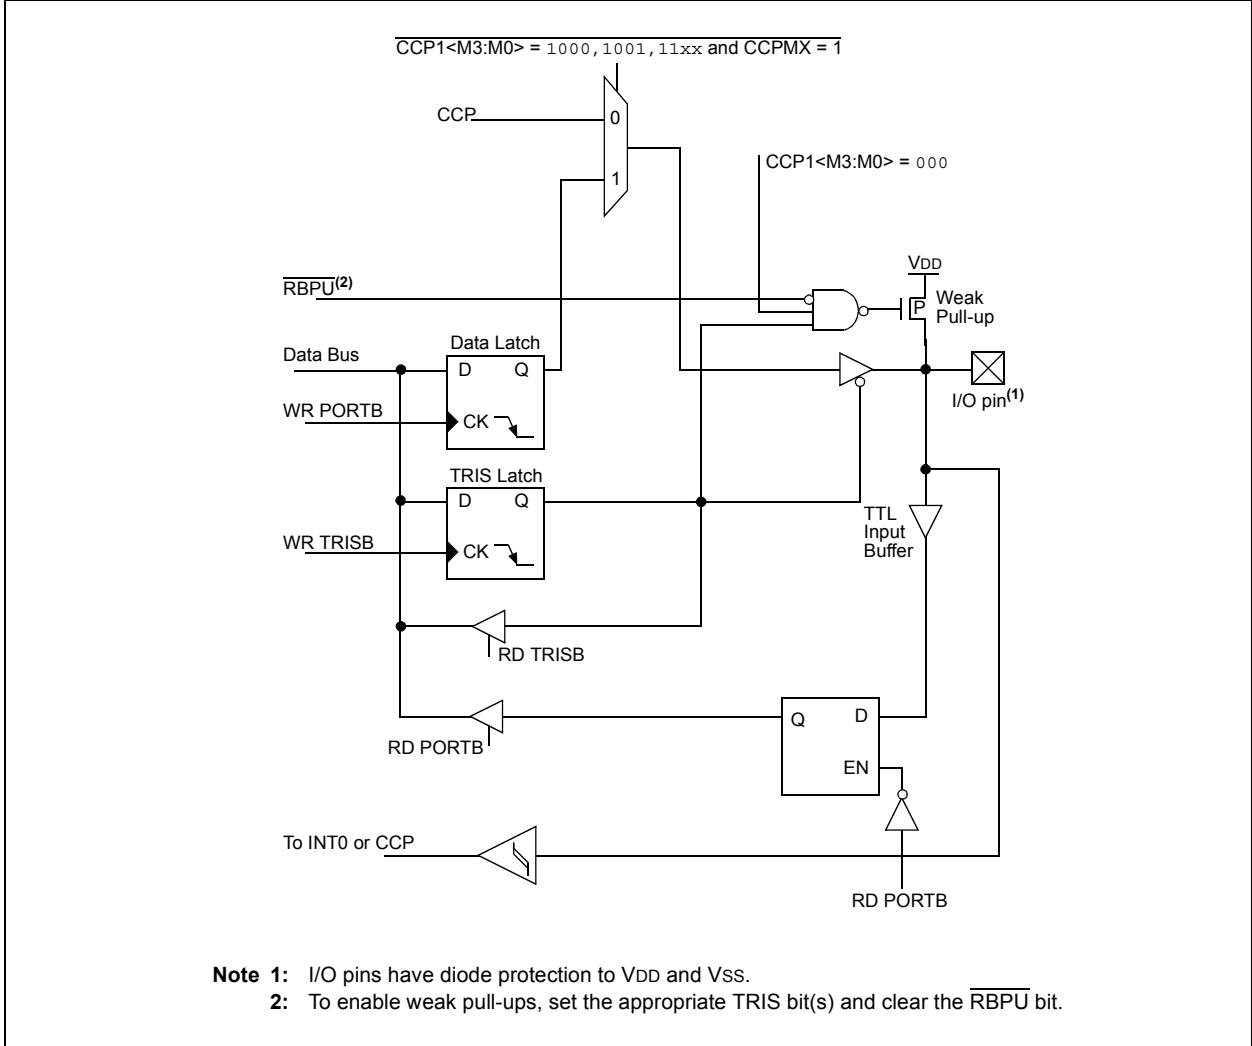 CCP1<M3:M0> = 1000,1001,11xx and CCPMX = 1
CCP
0
1
CCP1<M3:M0> = 000
RBPU(2)
VDD
P
Weak
Pull-up
Data Bus
Data Latch
D Q
WR PORTB
CK
I/O pin(1)
TRIS Latch
D Q
WR TRISB
CK
TTL
Input
Buffer
RD TRISB
Q D
EN
RD PORTB
To INT0 or CCP
RD PORTB
Note 1: I/O pins have diode protection to VDD and VSS.
2: To enable weak pull-ups, set the appropriate TRIS bit(s) and clear the RBPU bit.